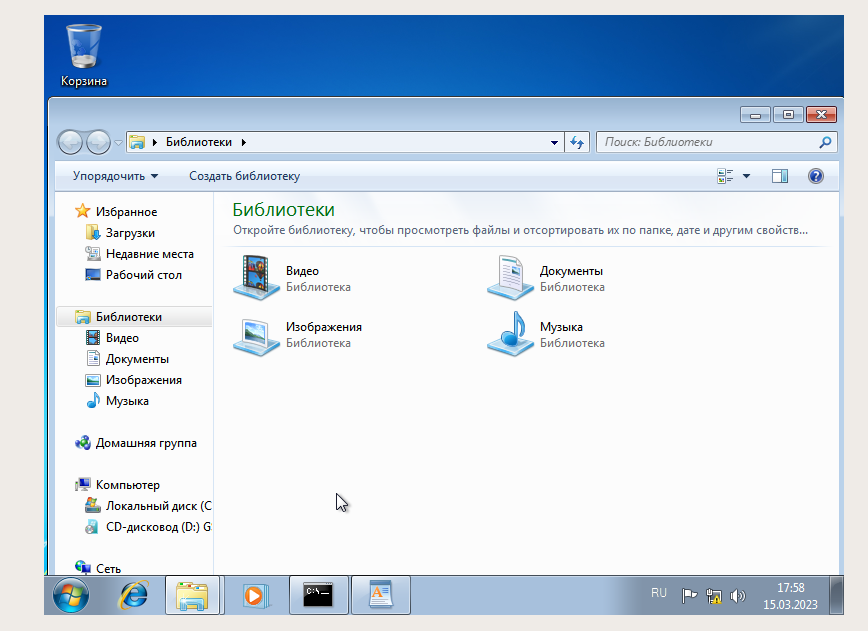 Корзина
Библиотеки
Поиск: Библиотеки
Упорядочить
Создать библиотеку
Избранное
Загрузки
Недавние места
Рабочий стол
Библиотеки
Видео
Документы
Изображения
Музыка
Домашняя группа
Компьютер
Локальный диск (C
CD-дисковод (D:) G
Сеть
Библиотеки
Откройте библиотеку, чтобы просмотреть файлы и отсортировать их по папке, дате и другим свойств...
Видео
Библиотека
Документы
Библиотека
Изображения
Библиотека
Музыка
Библиотека
C:\_
RU
17:58
15.03.2023